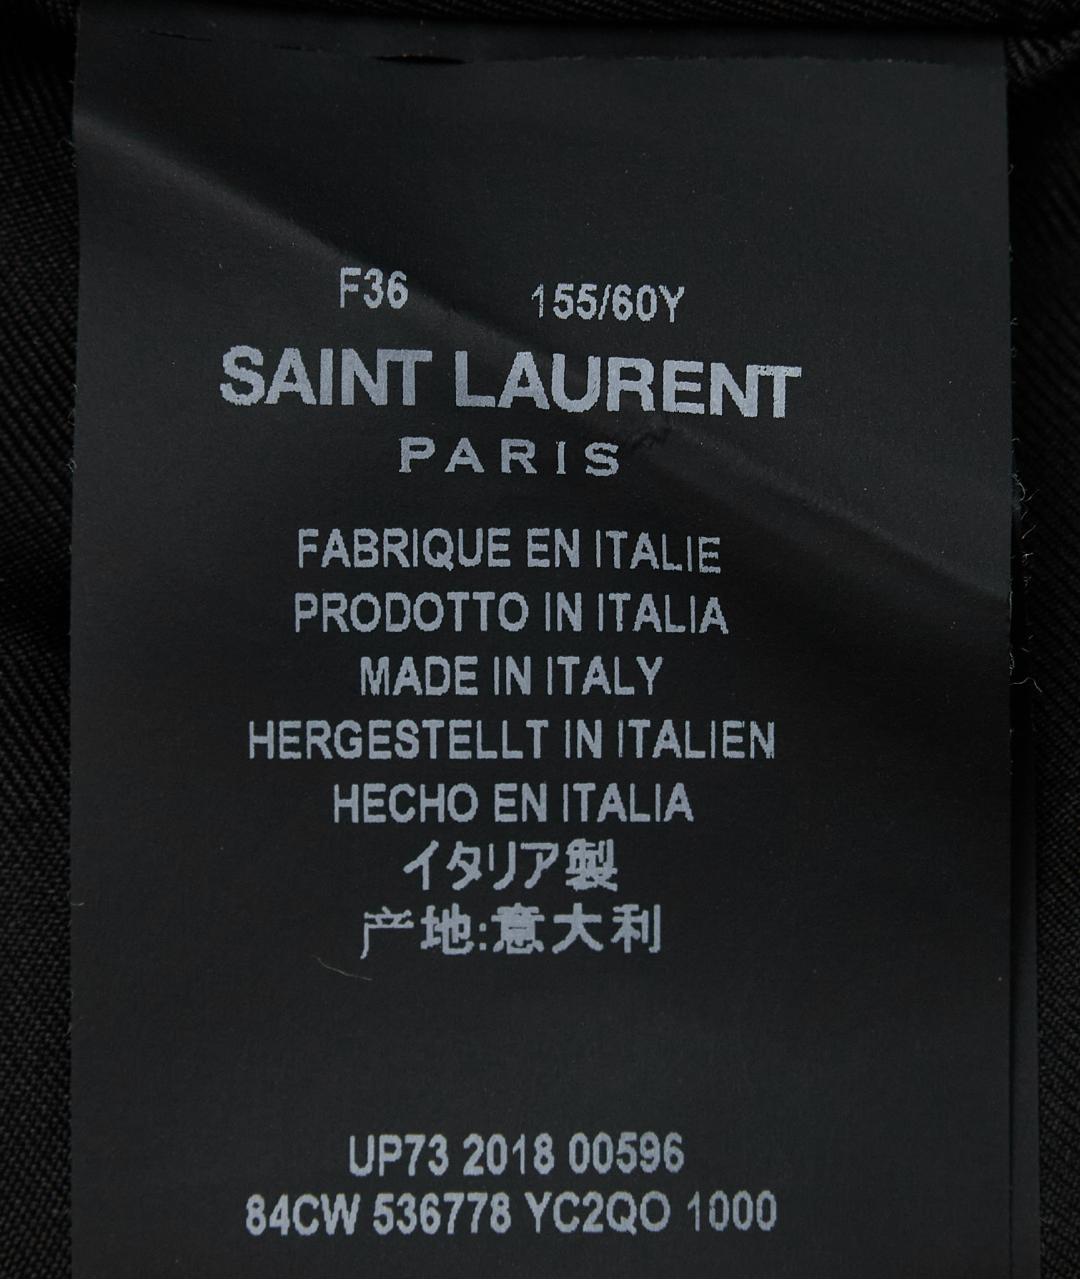 F36 155/60Y
SAINT LAURENT
PARIS
FABRIQUE EN ITALIE
PRODOTTO IN ITALIA
MADE IN ITALY
HERGESTELLT IN ITALIEN
HECHO EN ITALIA
イタリア製
产地:意大利
UP73 2018 00596
84CW 536778 YC2QO 1000